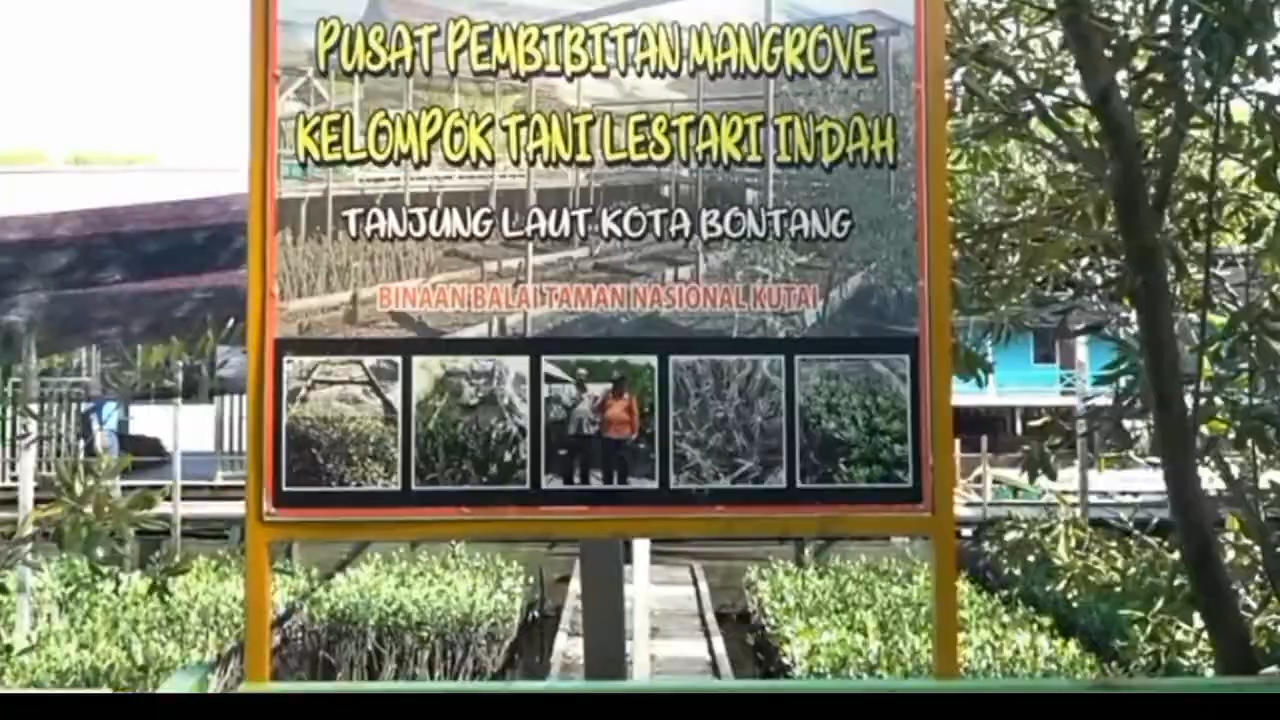 PUSAT PEMBIBITAN MANGROVE
KELOMPOK TANI LESTARI INDAH
TANJUNG LAUT KOTA BONTANG
BINAAN BALAI TAMAN NASIONAL KUTAI